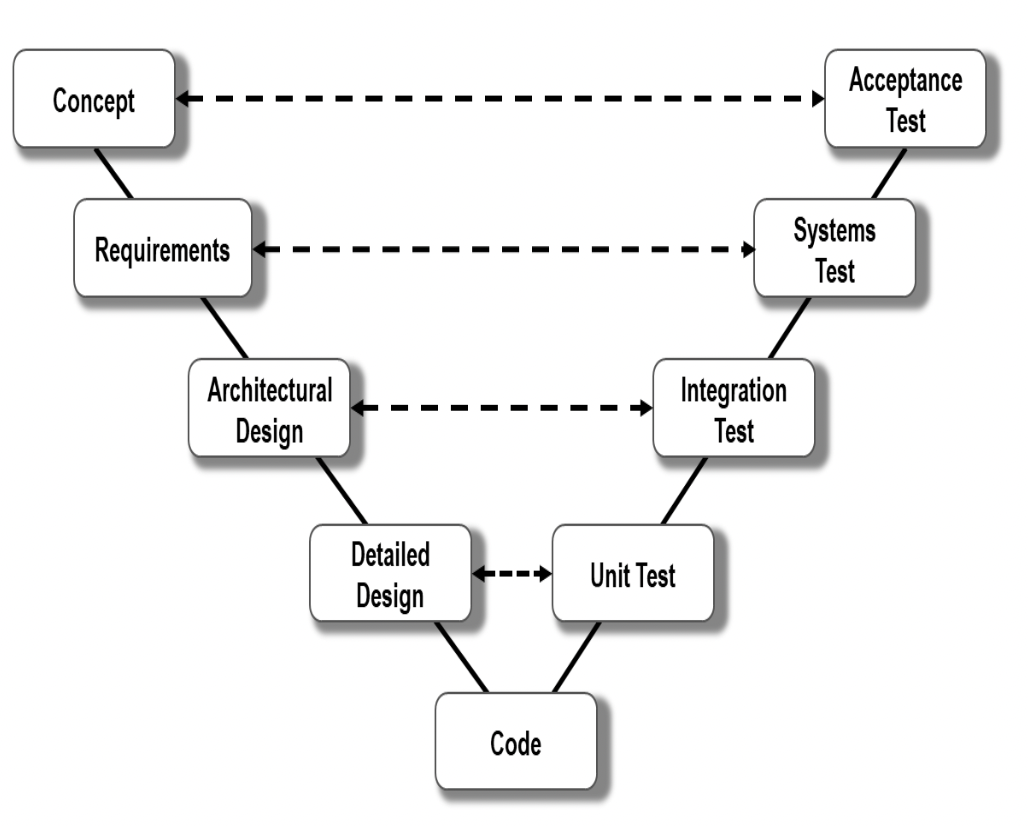 Concept
Acceptance
Test
Requirements
Systems
Test
Architectural
Design
Integration
Test
Detailed
Design
Unit Test
Code